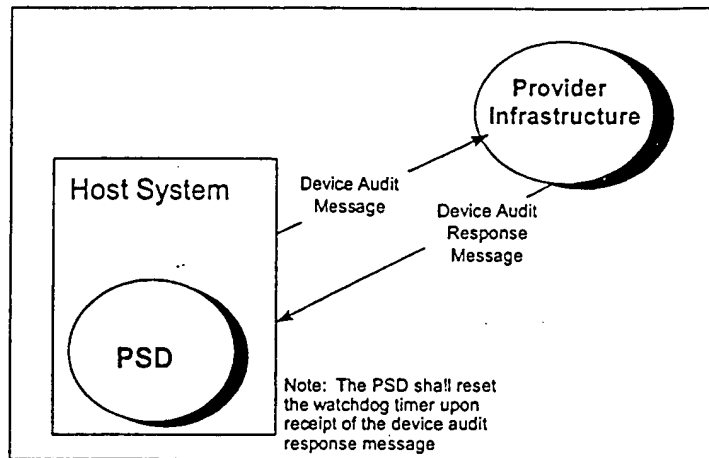 Provider
Infrastructure
Host System
Device Audit
Message
Device Audit
Response
Message
PSD
Note: The PSD shall reset
the watchdog timer upon
receipt of the device audit
response message